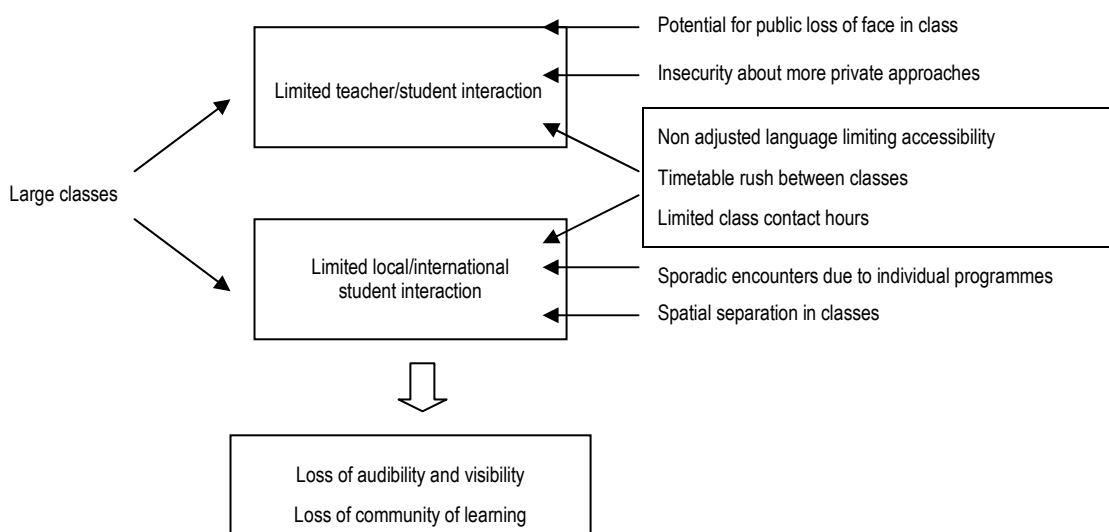 Potential for public loss of face in class
Insecurity about more private approaches
Limited teacher/student interaction
Non adjusted language limiting accessibility
Timetable rush between classes
Limited class contact hours
Large classes
Limited local/international
student interaction
Sporadic encounters due to individual programmes
Spatial separation in classes
Loss of audibility and visibility
Loss of community of learning